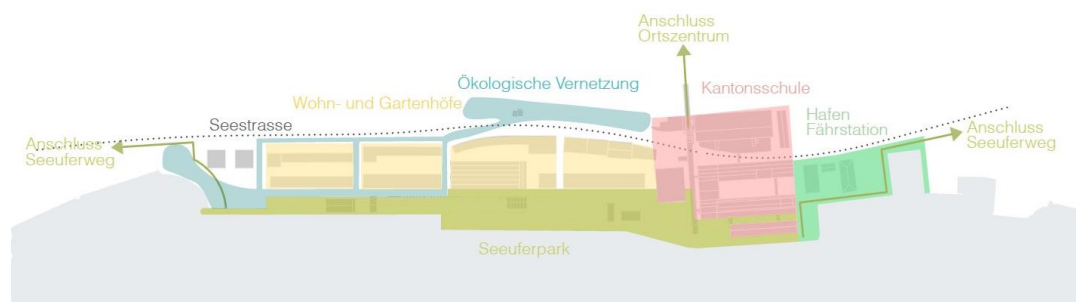 Anschluss
Ortszentrum
Ökologische Vernetzung
Kantonsschule
Wohn- und Gartenhöfe
Hafen
Fährstation
Seestrasse
Anschluss
Seeuferweg
Anschluss
Seeuferweg
Seeuferpark